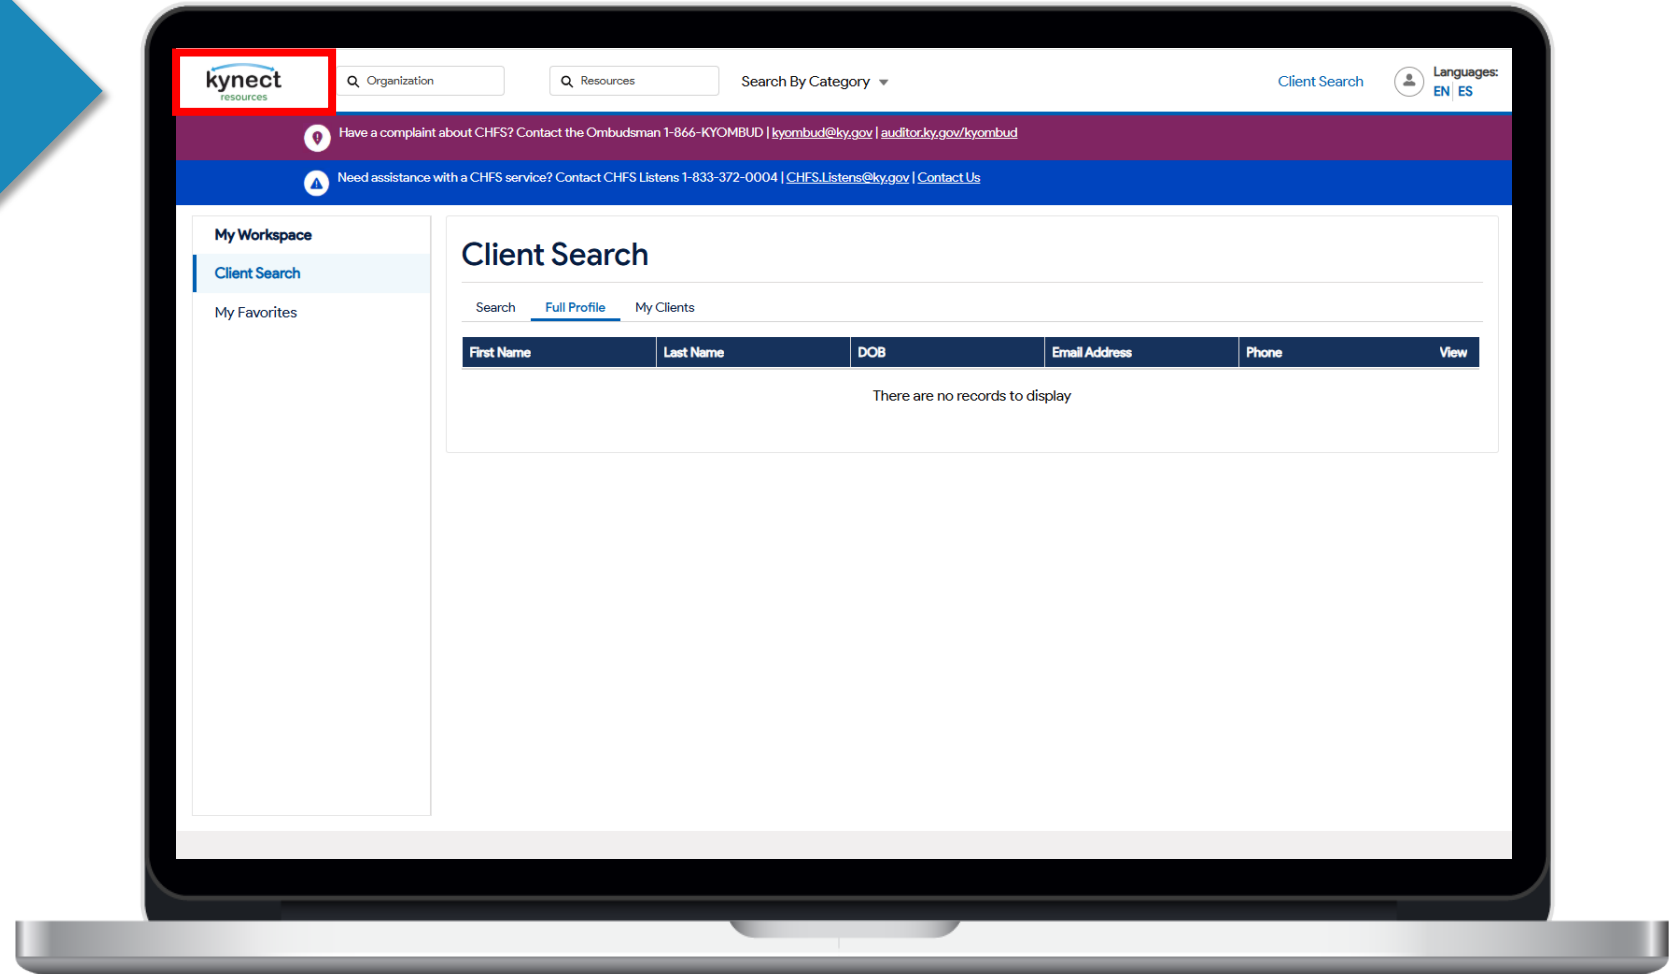 kynect
resources
Organization
Resources
Search By Category
Client Search
Languages:
EN ES
Have a complaint about CHFS? Contact the Ombudsman 1-866-KYOMBUD | kyombud@ky.gov | auditor.ky.gov/kyombud
Need assistance with a CHFS service? Contact CHFS Listens 1-833-372-0004 | CHFS.Listens@ky.gov | Contact Us
My Workspace
Client Search
My Favorites
Client Search
Search Full Profile My Clients
First Name Last Name DOB Email Address Phone View
There are no records to display